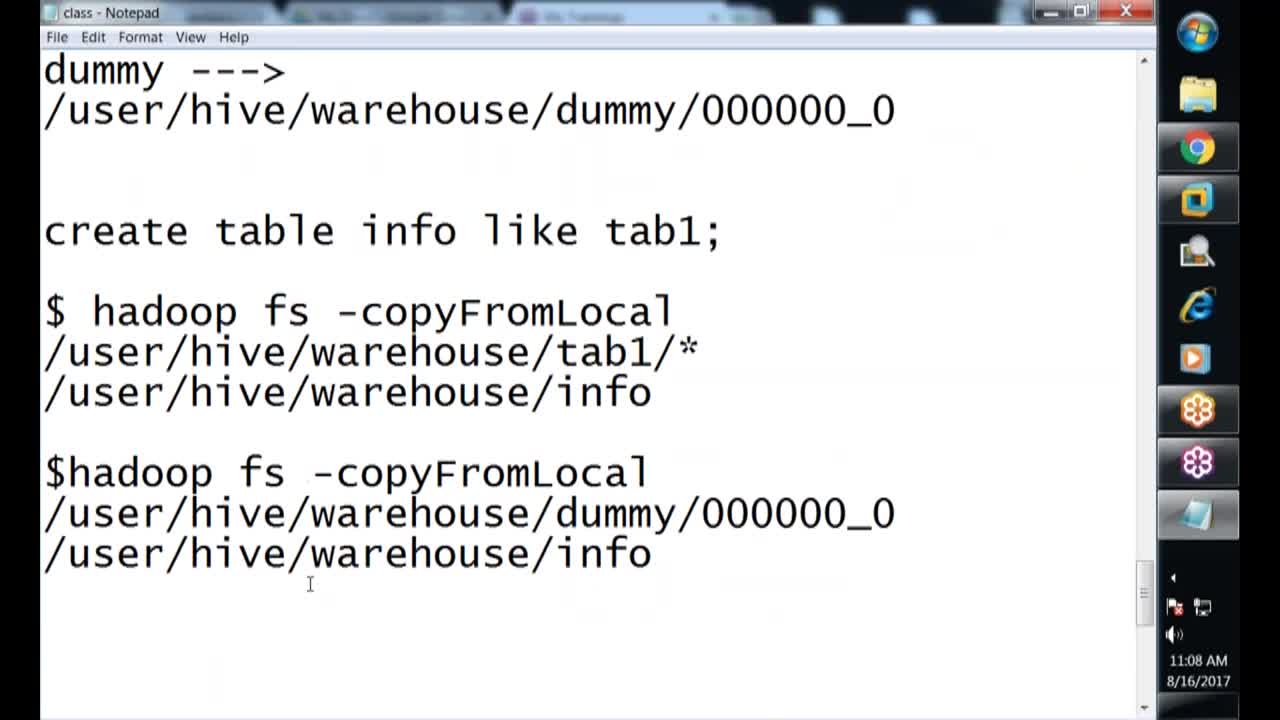 class - Notepad
File Edit Format View Help
dummy --->
/user/hive/warehouse/dummy/000000_0
create table info like tab1;
$ hadoop fs -copyFromLocal
/user/hive/warehouse/tab1/*
/user/hive/warehouse/info
$hadoop fs -copyFromLocal
/user/hive/warehouse/dummy/000000_0
/user/hive/warehouse/info
11:08 AM
8/16/2017